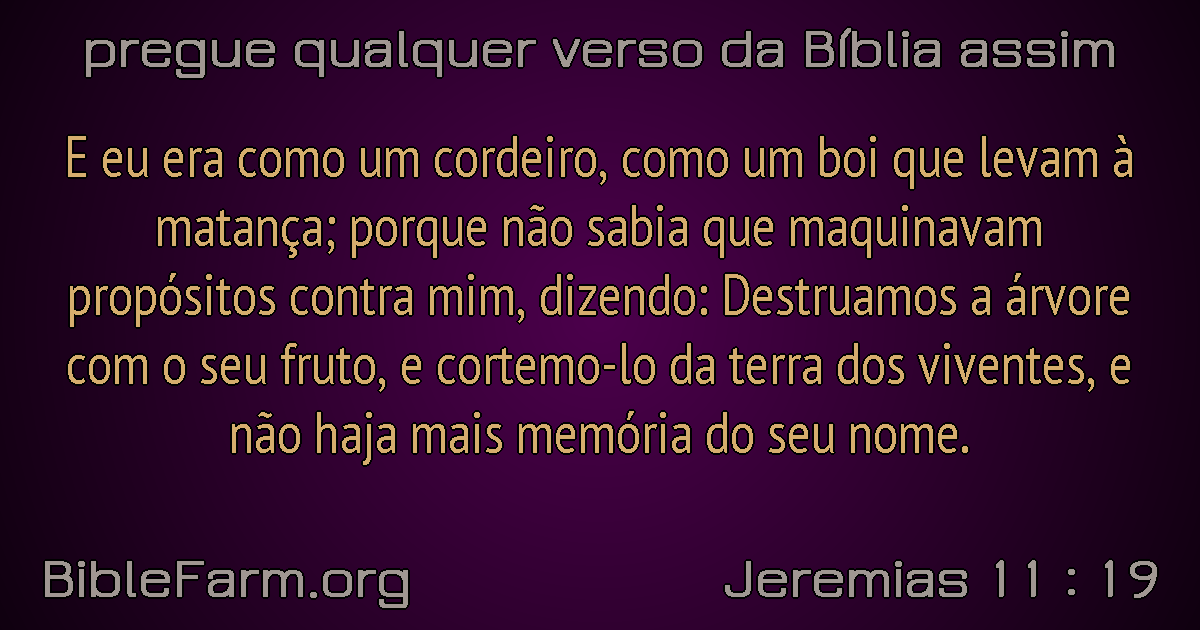 pregue qualquer verso da Bíblia assim
E eu era como um cordeiro, como um boi que levam à
matança; porque não sabia que maquinavam
propósitos contra mim, dizendo: Destruamos a árvore
com o seu fruto, e cortemo-lo da terra dos viventes, e
não haja mais memória do seu nome.
BibleFarm.org
Jeremias 11 : 19